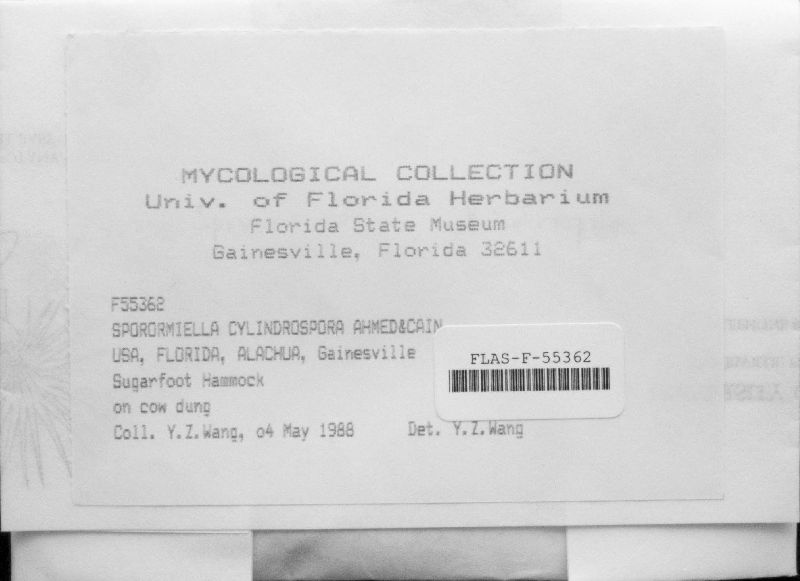 MYCOLOGICAL COLLECTION
Univ. of Florida Herbarium
Florida State Museum
Gainesville, Florida 32611
F55362
SPORORMIELLA CYLINDROSPORA AHMED&CAIN
USA, FLORIDA, ALACHUA, Gainesville
Sugarfoot Hammock
on cow dung
Coll. Y.Z.Wang, o4 May 1988 Det. Y.Z.Wang
FLAS-F-55362